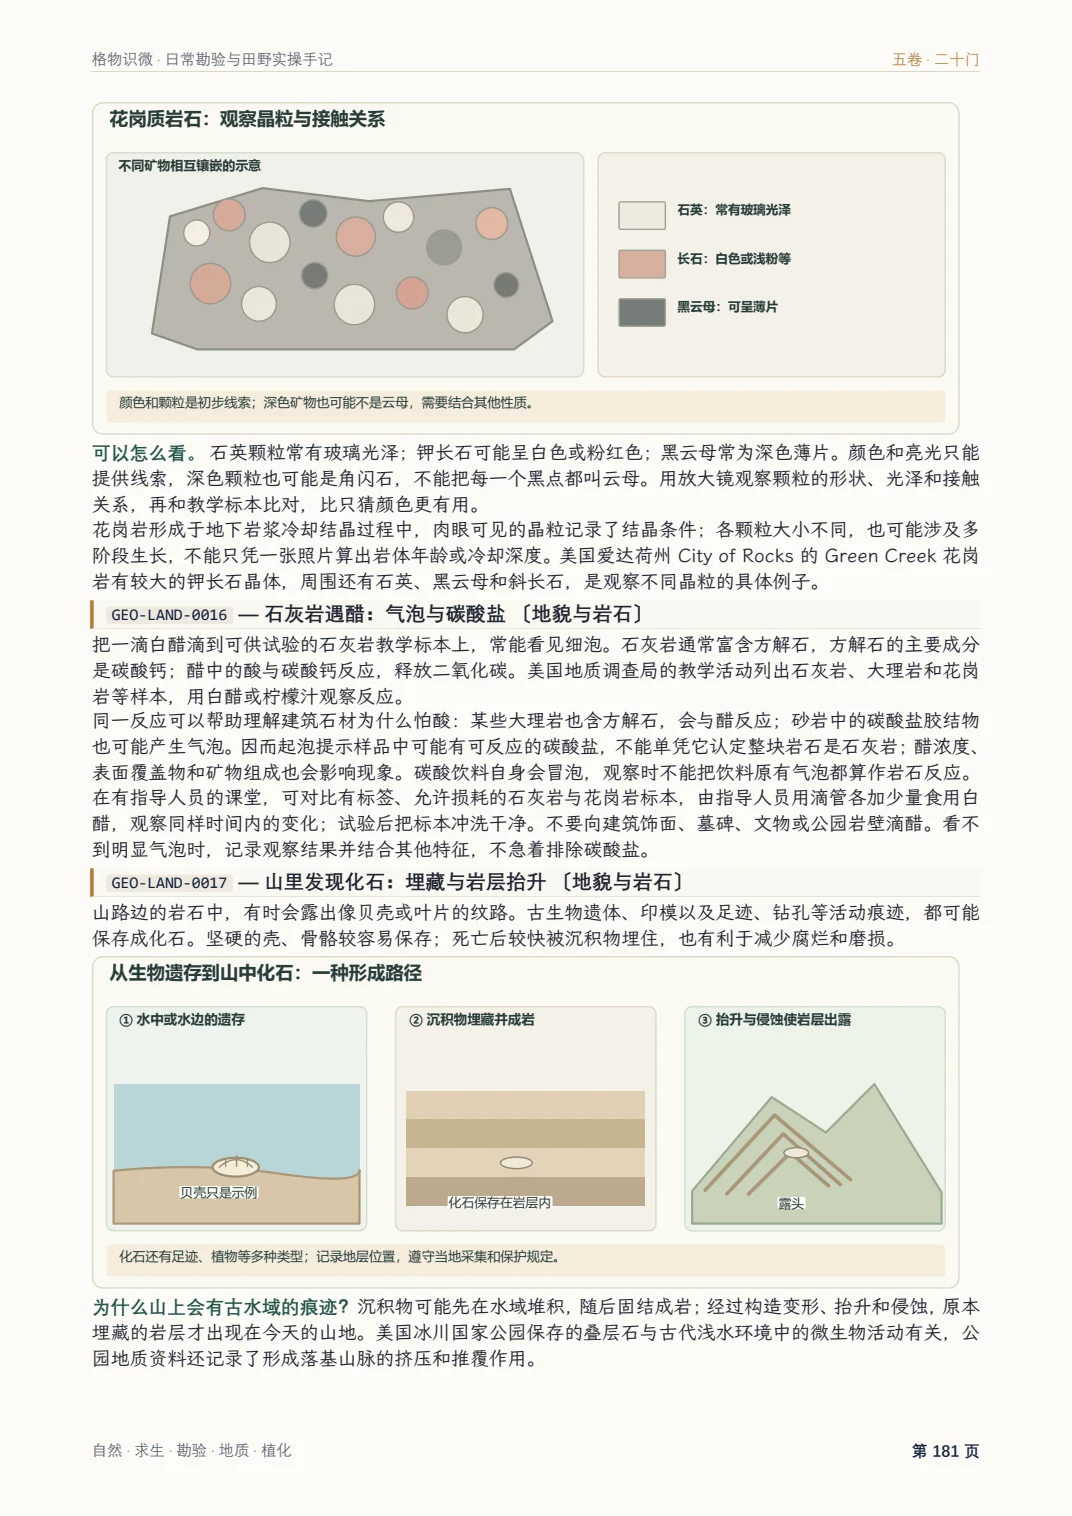 格物识微 · 日常勘验与田野实操手记
五卷 · 二十门
花岗质岩石：观察晶粒与接触关系
不同矿物相互镶嵌的示意
石英：常有玻璃光泽
长石：白色或浅粉等
黑云母：可呈薄片
颜色和颗粒是初步线索；深色矿物也可能不是云母，需要结合其他性质。
可以怎么看。 石英颗粒常有玻璃光泽；钾长石可能呈白色或粉红色；黑云母常为深色薄片。颜色和亮光只能
提供线索，深色颗粒也可能是角闪石，不能把每一个黑点都叫云母。用放大镜观察颗粒的形状、光泽和接触
关系，再和教学标本比对，比只猜颜色更有用。
花岗岩形成于地下岩浆冷却结晶过程中，肉眼可见的晶粒记录了结晶条件；各颗粒大小不同，也可能涉及多
阶段生长，不能只凭一张照片算出岩体年龄或冷却深度。美国爱达荷州 City of Rocks 的 Green Creek 花岗
岩有较大的钾长石晶体，周围还有石英、黑云母和斜长石，是观察不同晶粒的具体例子。
GEO-LAND-0016 — 石灰岩遇醋：气泡与碳酸盐 〔地貌与岩石〕
把一滴白醋滴到可供试验的石灰岩教学标本上，常能看见细泡。石灰岩通常富含方解石，方解石的主要成分
是碳酸钙；醋中的酸与碳酸钙反应，释放二氧化碳。美国地质调查局的教学活动列出石灰岩、大理岩和花岗
岩等样本，用白醋或柠檬汁观察反应。
同一反应可以帮助理解建筑石材为什么怕酸：某些大理岩也含方解石，会与醋反应；砂岩中的碳酸盐胶结物
也可能产生气泡。因而起泡提示样品中可能有可反应的碳酸盐，不能单凭它认定整块岩石是石灰岩；醋浓度、
表面覆盖物和矿物组成也会影响现象。碳酸饮料自身会冒泡，观察时不能把饮料原有气泡都算作岩石反应。
在有指导人员的课堂，可对比有标签、允许损耗的石灰岩与花岗岩标本，由指导人员用滴管各加少量食用白
醋，观察同样时间内的变化；试验后把标本冲洗干净。不要向建筑饰面、墓碑、文物或公园岩壁滴醋。看不
到明显气泡时，记录观察结果并结合其他特征，不急着排除碳酸盐。
GEO-LAND-0017 — 山里发现化石：埋藏与岩层抬升 〔地貌与岩石〕
山路边的岩石中，有时会露出像贝壳或叶片的纹路。古生物遗体、印模以及足迹、钻孔等活动痕迹，都可能
保存成化石。坚硬的壳、骨骼较容易保存；死亡后较快被沉积物埋住，也有利于减少腐烂和磨损。
从生物遗存到山中化石：一种形成路径
① 水中或水边的遗存
② 沉积物埋藏并成岩
③ 抬升与侵蚀使岩层出露
贝壳只是示例
化石保存在岩层内
露头
化石还有足迹、植物等多种类型；记录地层位置，遵守当地采集和保护规定。
为什么山上会有古水域的痕迹？ 沉积物可能先在水域堆积，随后固结成岩；经过构造变形、抬升和侵蚀，原本
埋藏的岩层才出现在今天的山地。美国冰川国家公园保存的叠层石与古代浅水环境中的微生物活动有关，公
园地质资料还记录了形成落基山脉的挤压和推覆作用。
自然 · 求生 · 勘验 · 地质 · 植化
第 181 页